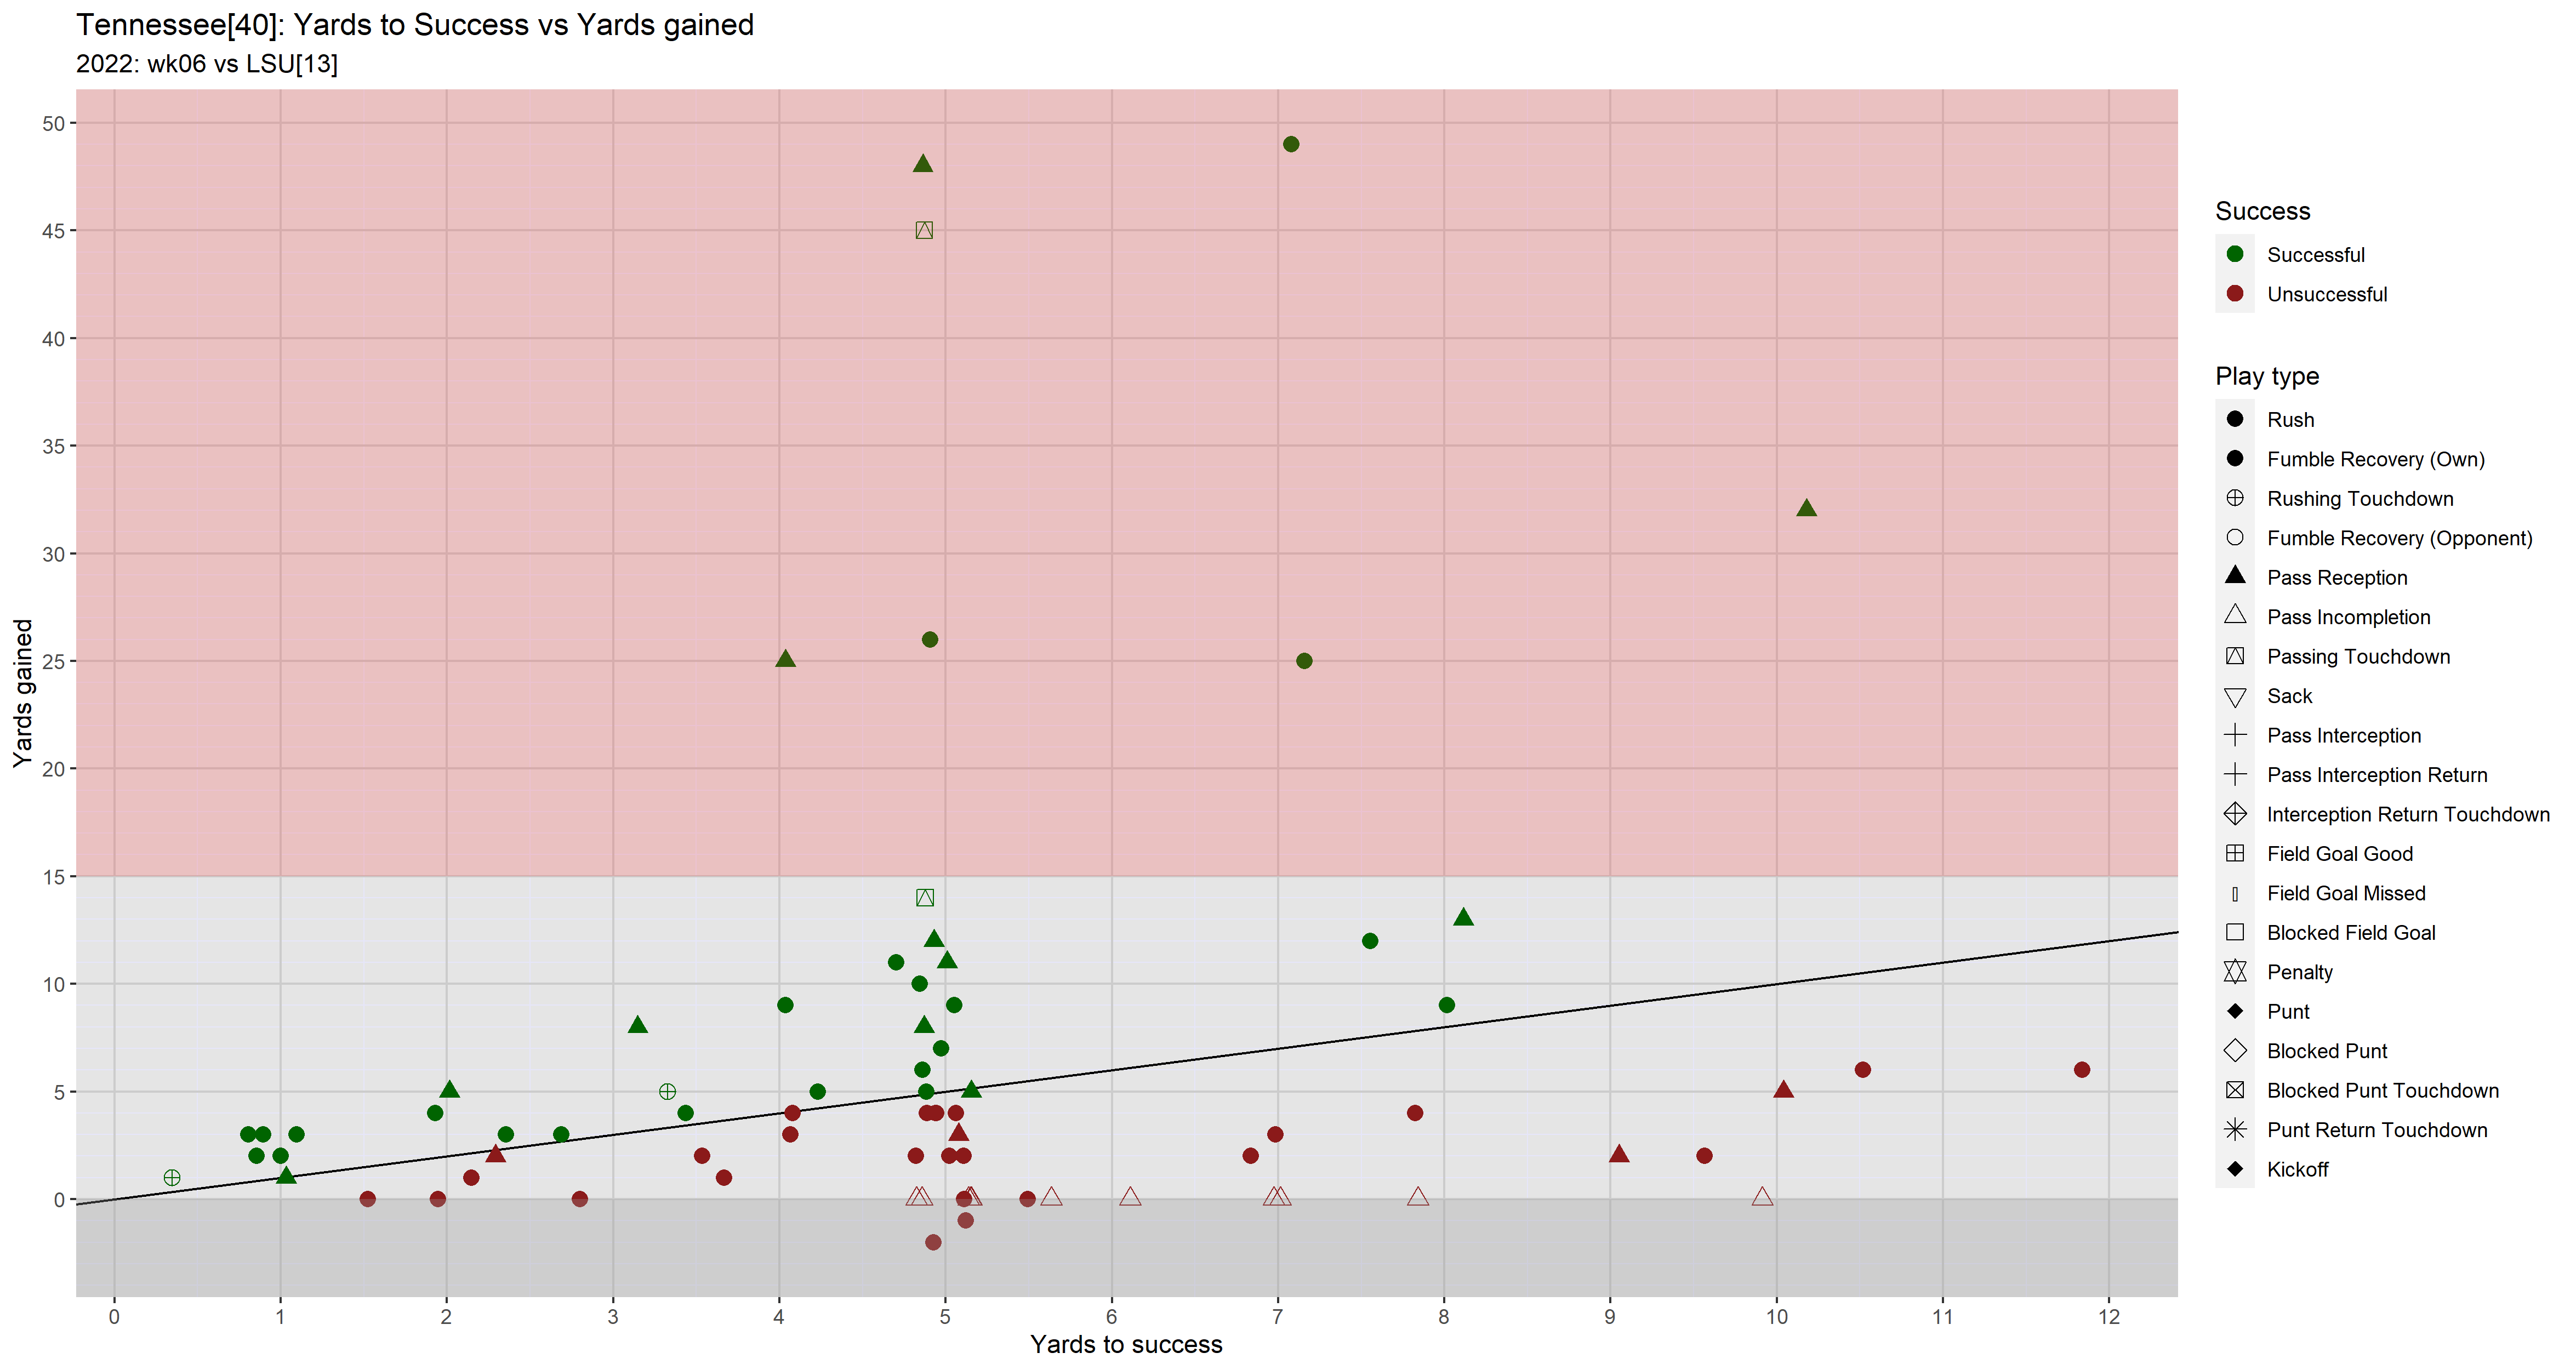 Tennessee[40]: Yards to Success vs Yards gained
2022: wk06 vs LSU[13]
Yards gained
50
45
40
35
30
25
20
15
10
5
0
0 1 2 3 4 5 6 7 8 9 10 11 12
Yards to success
Success
Successful
Unsuccessful
Play type
Rush
Fumble Recovery (Own)
Rushing Touchdown
Fumble Recovery (Opponent)
Pass Reception
Pass Incompletion
Passing Touchdown
Sack
Pass Interception
Pass Interception Return
Interception Return Touchdown
Field Goal Good
Field Goal Missed
Blocked Field Goal
Penalty
Punt
Blocked Punt
Blocked Punt Touchdown
Punt Return Touchdown
Kickoff